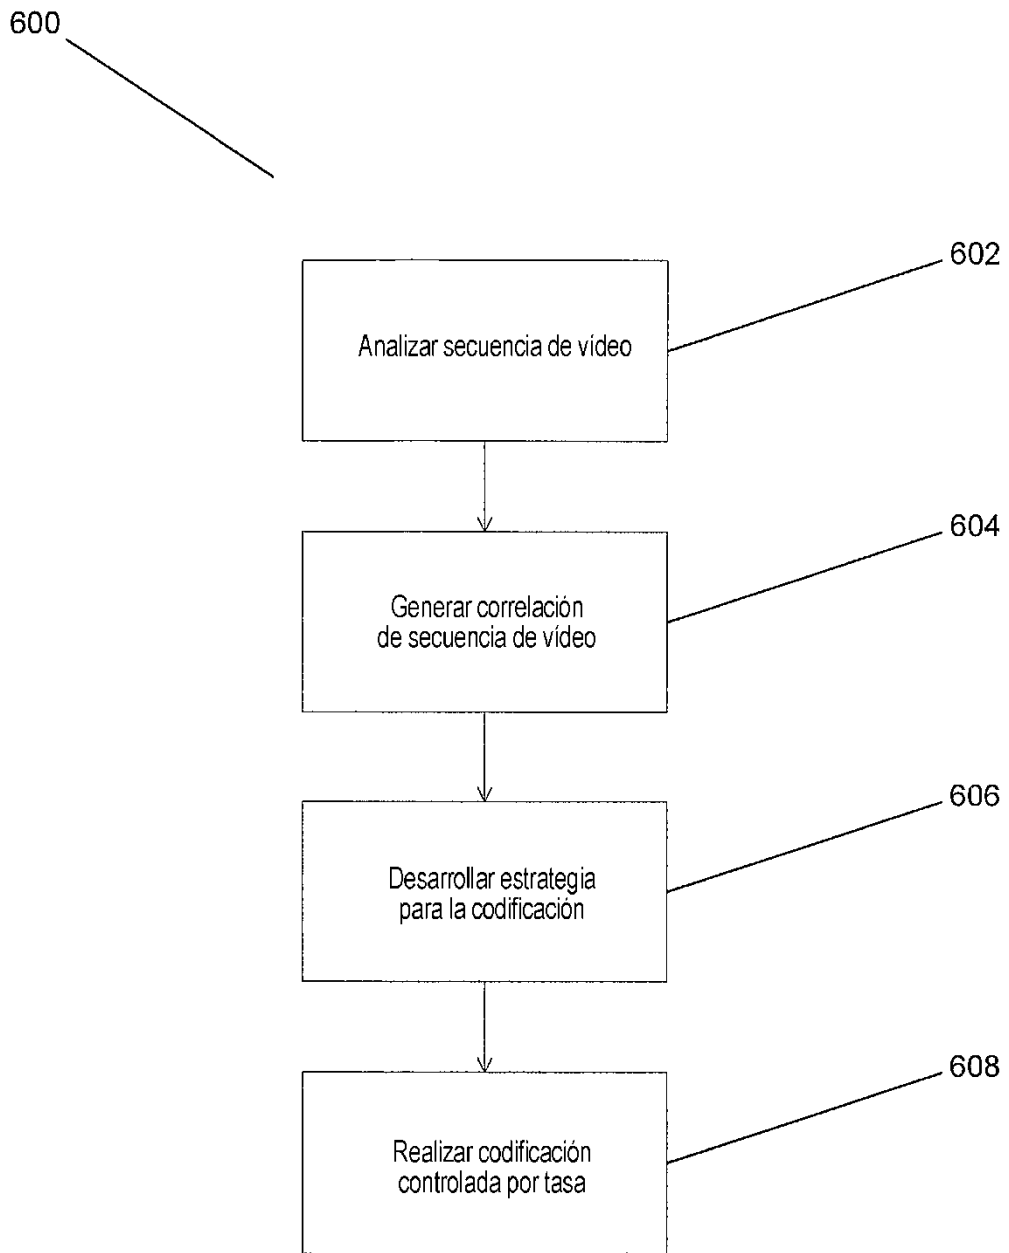 600
602
Analizar secuencia de vídeo
604
Generar correlación
de secuencia de vídeo
606
Desarrollar estrategia
para la codificación
608
Realizar codificación
controlada por tasa